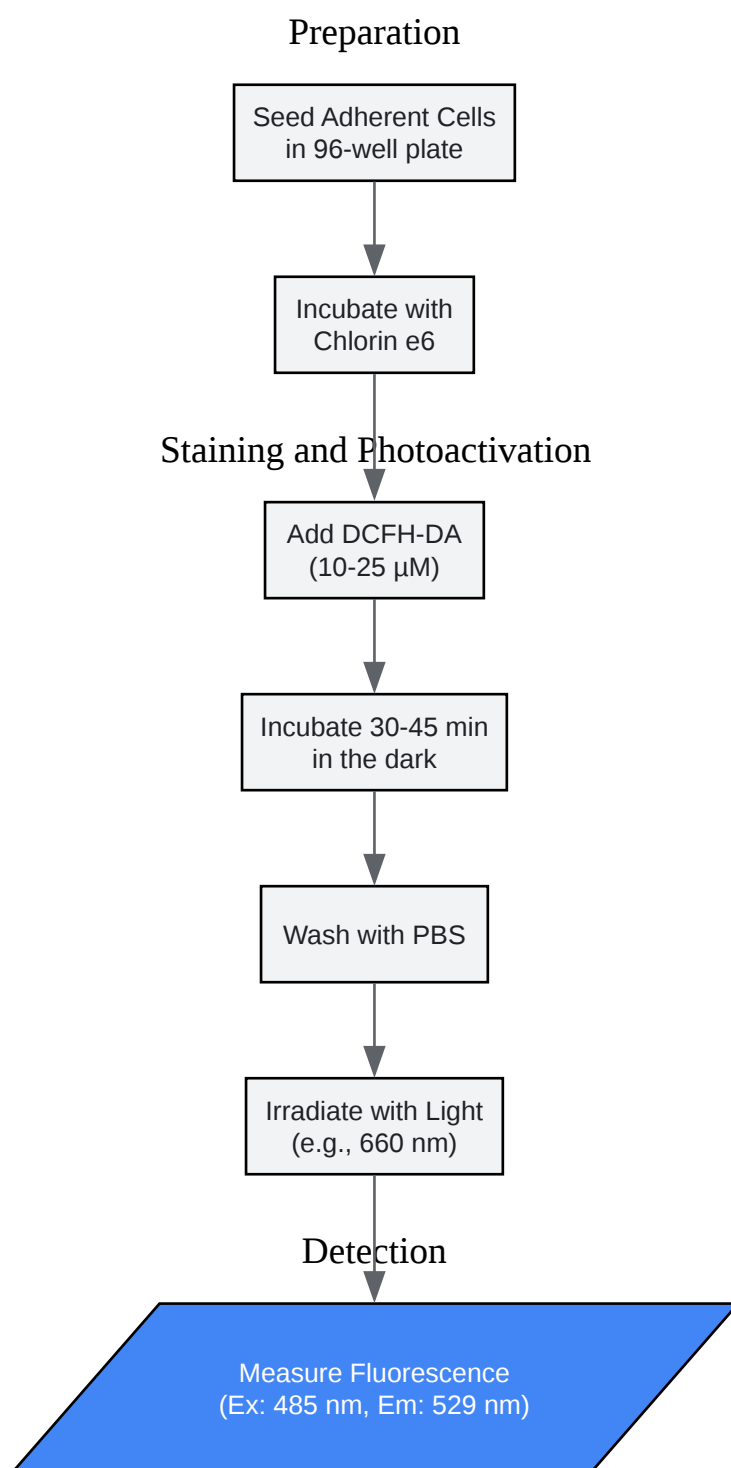 Preparation
Seed Adherent Cells
in 96-well plate
Incubate with
Chlorin e6
Staining and Photoactivation
Add DCFH-DA
(10-25 µM)
Incubate 30-45 min
in the dark
Wash with PBS
Irradiate with Light
(e.g., 660 nm)
Detection
Measure Fluorescence
(Ex: 485 nm, Em: 529 nm)